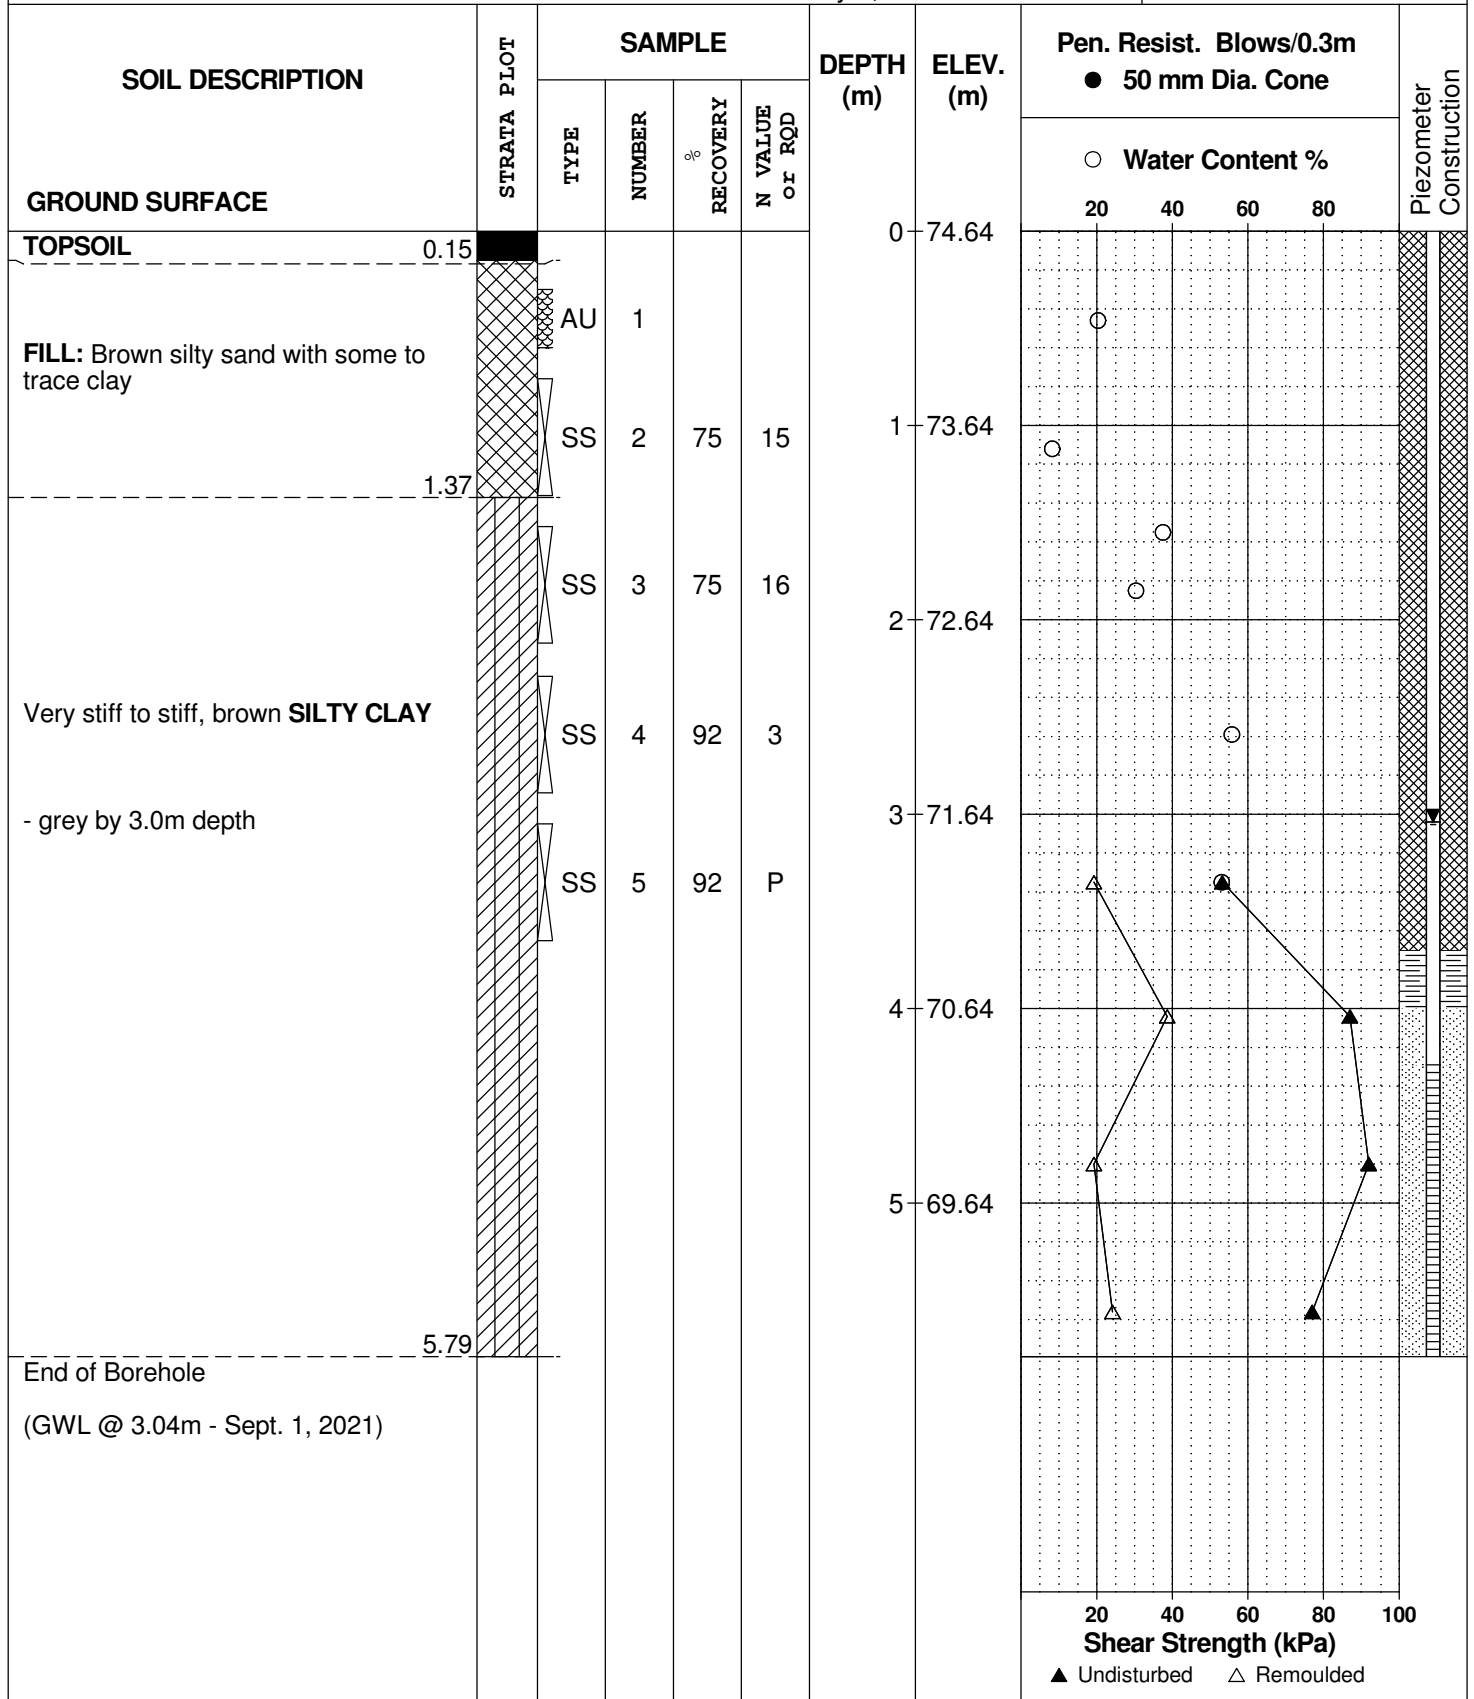 SOIL DESCRIPTION
GROUND SURFACE
STRATA PLOT
SAMPLE
TYPE
NUMBER
% RECOVERY
N VALUE or RQD
DEPTH (m)
ELEV. (m)
Pen. Resist. Blows/0.3m
● 50 mm Dia. Cone
○ Water Content %
20 40 60 80
Piezometer Construction
TOPSOIL 0.15
0 74.64
AU 1
FILL: Brown silty sand with some to
trace clay
1 73.64
SS 2 75 15
1.37
SS 3 75 16
2 72.64
Very stiff to stiff, brown SILTY CLAY
SS 4 92 3
- grey by 3.0m depth
3 71.64
SS 5 92 P
4 70.64
5 69.64
5.79
End of Borehole
(GWL @ 3.04m - Sept. 1, 2021)
20 40 60 80 100
Shear Strength (kPa)
▲ Undisturbed △ Remoulded